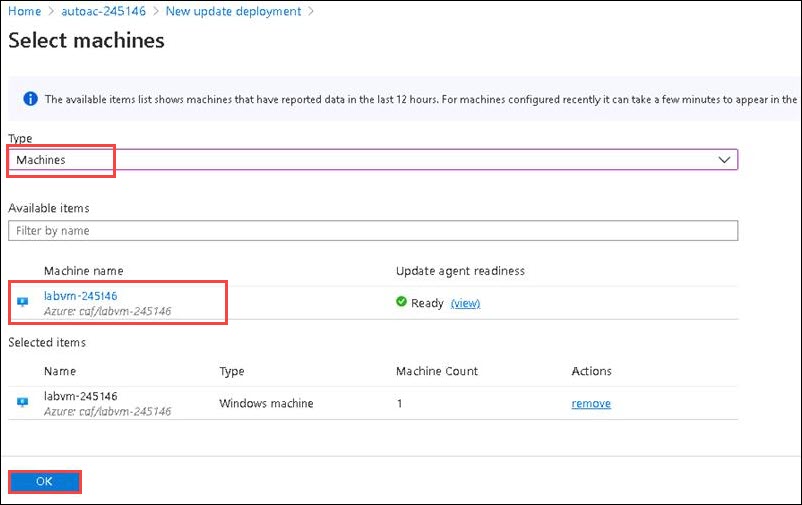 Home > autoac-245146 > New update deployment >
Select machines
The available items list shows machines that have reported data in the last 12 hours. For machines configured recently it can take a few minutes to appear in the
Type
Machines
Available items
Filter by name
Machine name Update agent readiness
labvm-245146
Azure: caf/labvm-245146
Ready (view)
Selected items
Name Type Machine Count Actions
labvm-245146
Azure: caf/labvm-245146
Windows machine 1 remove
OK